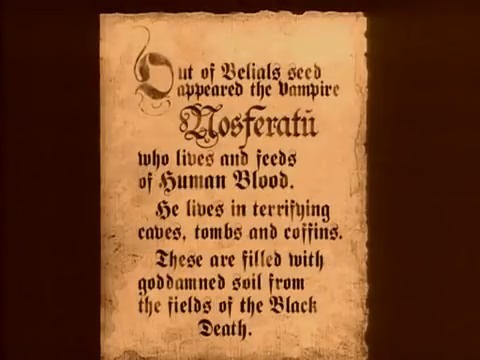 Out of Belials seed
appeared the Vampire
Nosferatu
who lives and feeds
of Human Blood.
He lives in terrifying
caves, tombs and coffins.
These are filled with
goddamned soil from
the fields of the Black
Death.